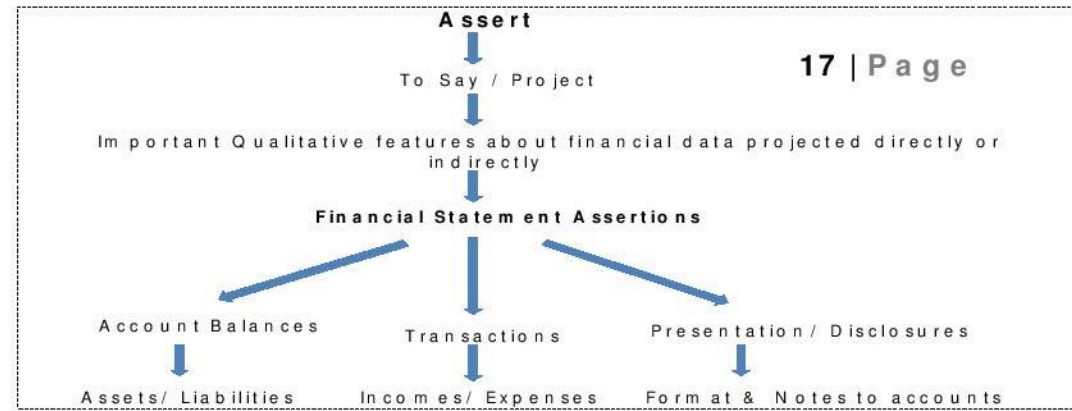 Assert
17 | Page
To Say / Project
Important Qualitative features about financial data projected directly or
indirectly
Financial Statement Assertions
Account Balances
Transactions
Presentation/ Disclosures
Assets/ Liabilities
Incomes/ Expenses
Format & Notes to accounts